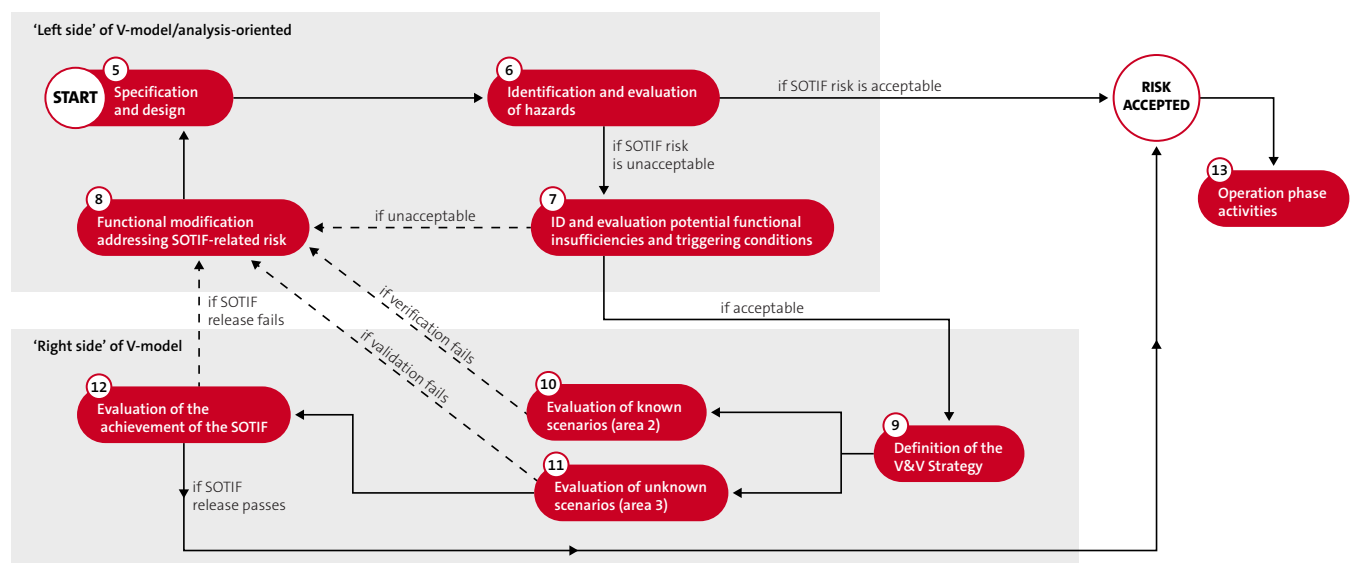 ‘Left side’ of V-model/analysis-oriented
START
5
Specification
and design
6
Identification and evaluation
of hazards
if SOTIF risk is acceptable
RISK
ACCEPTED
if SOTIF risk
is unacceptable
13
Operation phase
activities
8
Functional modification
addressing SOTIF-related risk
if unacceptable
7
ID and evaluation potential functional
insufficiencies and triggering conditions
if SOTIF
release fails
if verification fails
if validation fails
if acceptable
‘Right side’ of V-model
12
Evaluation of the
achievement of the SOTIF
10
Evaluation of known
scenarios (area 2)
9
Definition of the
V&V Strategy
11
Evaluation of unknown
scenarios (area 3)
if SOTIF
release passes